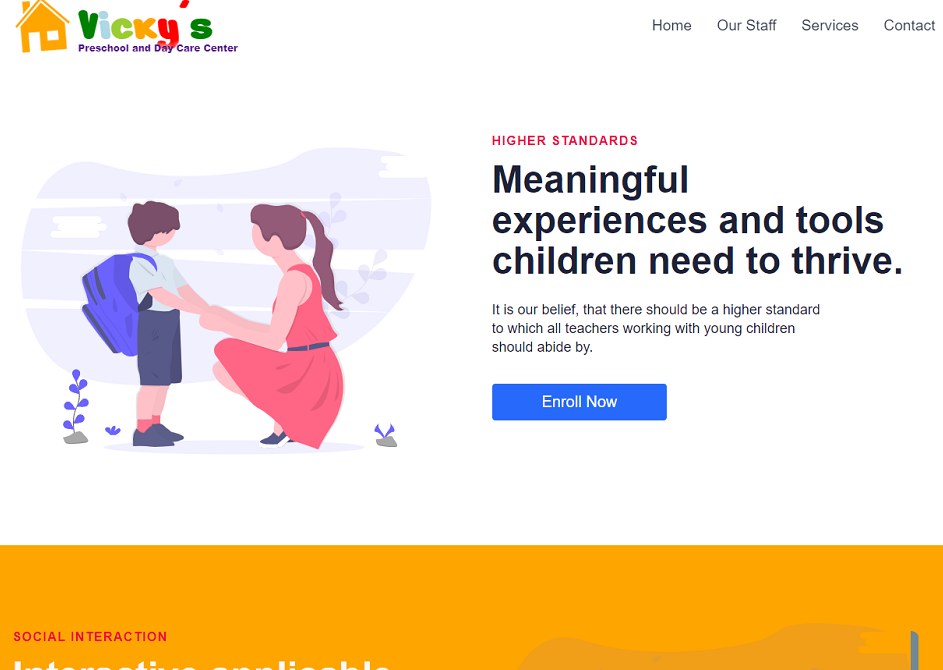 Vicky's
Preschool and Day Care Center
Home Our Staff Services Contact
HIGHER STANDARDS
Meaningful
experiences and tools
children need to thrive.
It is our belief, that there should be a higher standard
to which all teachers working with young children
should abide by.
Enroll Now
SOCIAL INTERACTION
Interactive applicable